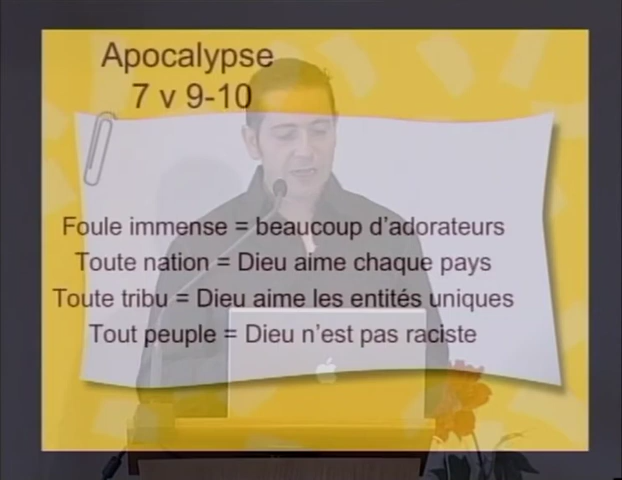 Apocalypse
7 v 9-10
Foule immense = beaucoup d'adorateurs
Toute nation = Dieu aime chaque pays
Toute tribu = Dieu aime les entités uniques
Tout peuple = Dieu n'est pas raciste